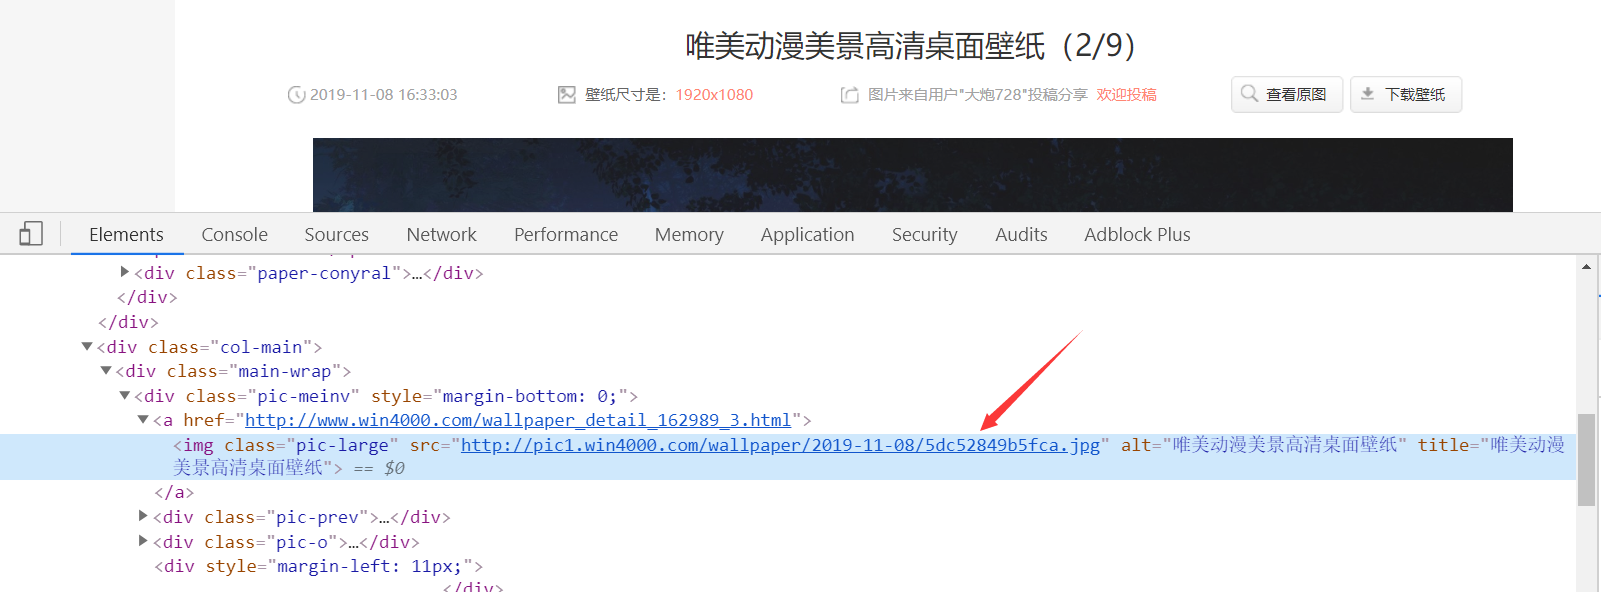 唯美动漫美景高清桌面壁纸（2/9）
2019-11-08 16:33:03 壁纸尺寸是：1920x1080 图片来自用户"大炮728"投稿分享 欢迎投稿 查看原图 下载壁纸
Elements Console Sources Network Performance Memory Application Security Audits Adblock Plus
<div class="paper-conyral">…</div>
</div>
</div>
<div class="col-main">
<div class="main-wrap">
<div class="pic-meinv" style="margin-bottom: 0;">
<a href="http://www.win4000.com/wallpaper_detail_162989_3.html">
<img class="pic-large" src="http://pic1.win4000.com/wallpaper/2019-11-08/5dc52849b5fca.jpg" alt="唯美动漫美景高清桌面壁纸" title="唯美动漫
美景高清桌面壁纸"> == $0
</a>
<div class="pic-prev">…</div>
<div class="pic-o">…</div>
<div style="margin-left: 11px;">
</div>